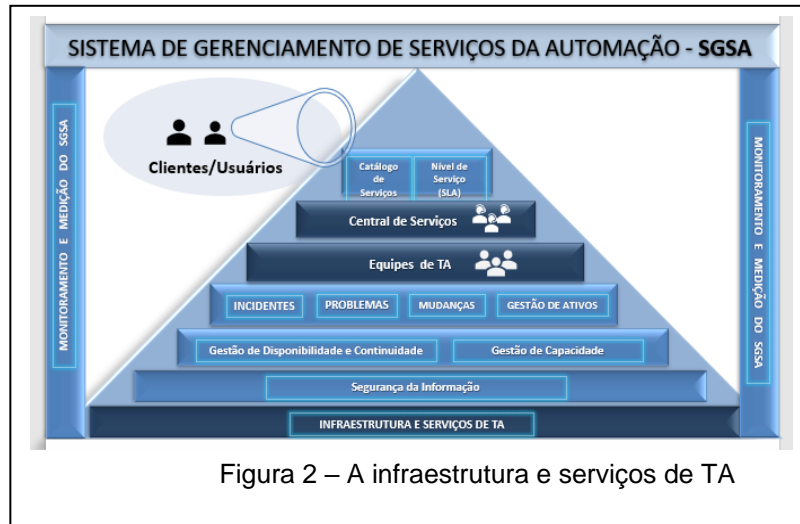 SISTEMA DE GERENCIAMENTO DE SERVIÇOS DA AUTOMAÇÃO - SGSA
MONITORAMENTO E MEDIÇÃO DO SGSA
Clientes/Usuários
Catálogo
de
Serviços
Nível de
Serviço
(SLA)
Central de Serviços
Equipes de TA
INCIDENTES
PROBLEMAS
MUDANÇAS
GESTÃO DE ATIVOS
Gestão de Disponibilidade e Continuidade
Gestão de Capacidade
Segurança da Informação
INFRAESTRUTURA E SERVIÇOS DE TA
MONITORAMENTO E MEDIÇÃO DO SGSA
Figura 2 – A infraestrutura e serviços de TA